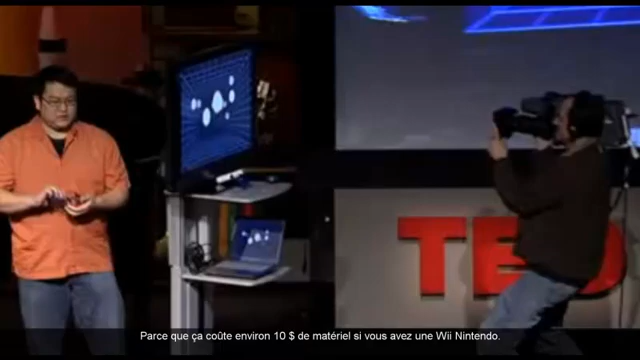 TED
Parce que ça coûte environ 10 $ de matériel si vous avez une Wii Nintendo.